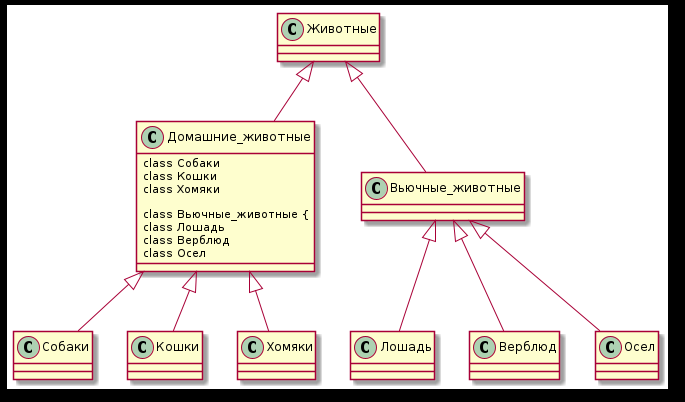 C Животные
C Домашние_животные
class Собаки
class Кошки
class Хомяки
class Вьючные_животные {
class Лошадь
class Верблюд
class Осел
C Вьючные_животные
C Собаки
C Кошки
C Хомяки
C Лошадь
C Верблюд
C Осел